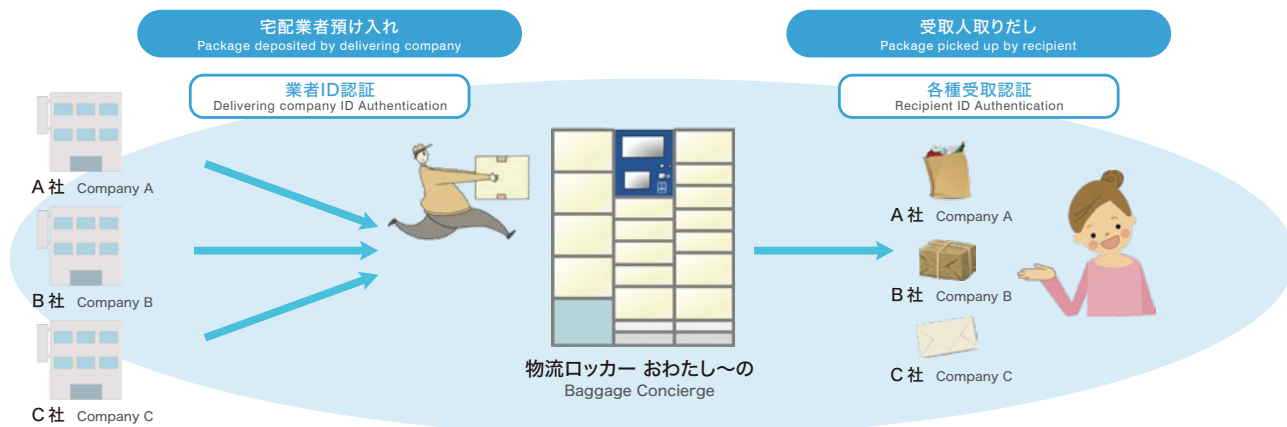 宅配業者預け入れ
Package deposited by delivering company
受取人取りだし
Package picked up by recipient
業者ID認証
Delivering company ID Authentication
各種受取認証
Recipient ID Authentication
A社 Company A
B社 Company B
C社 Company C
物流ロッカー おわたし〜の
Baggage Concierge
A社 Company A
B社 Company B
C社 Company C